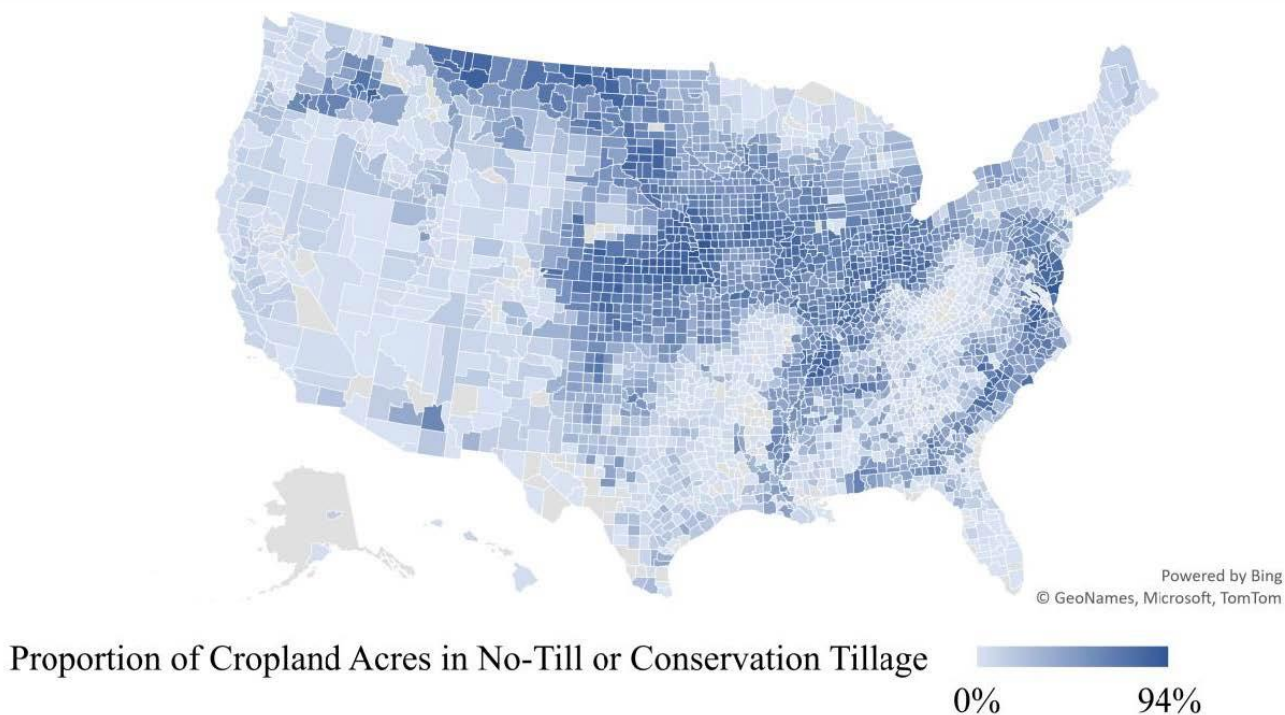 Powered by Bing
© GeoNames, Microsoft, TomTom
Proportion of Cropland Acres in No-Till or Conservation Tillage
0% 94%